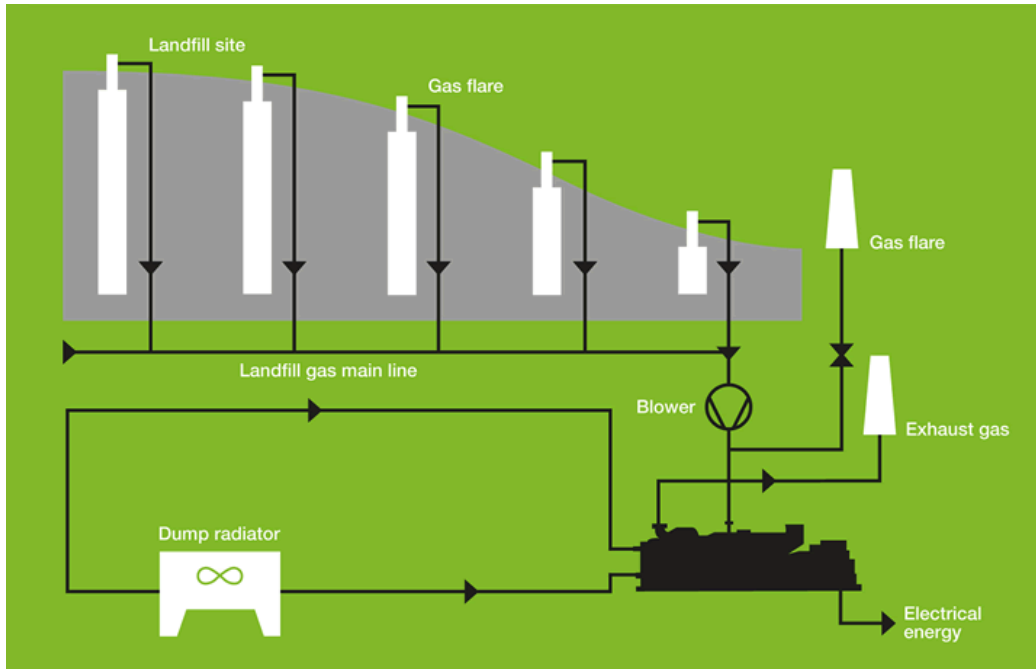 Landfill site
Gas flare
Gas flare
Landfill gas main line
Blower
Exhaust gas
Dump radiator
Electrical
energy